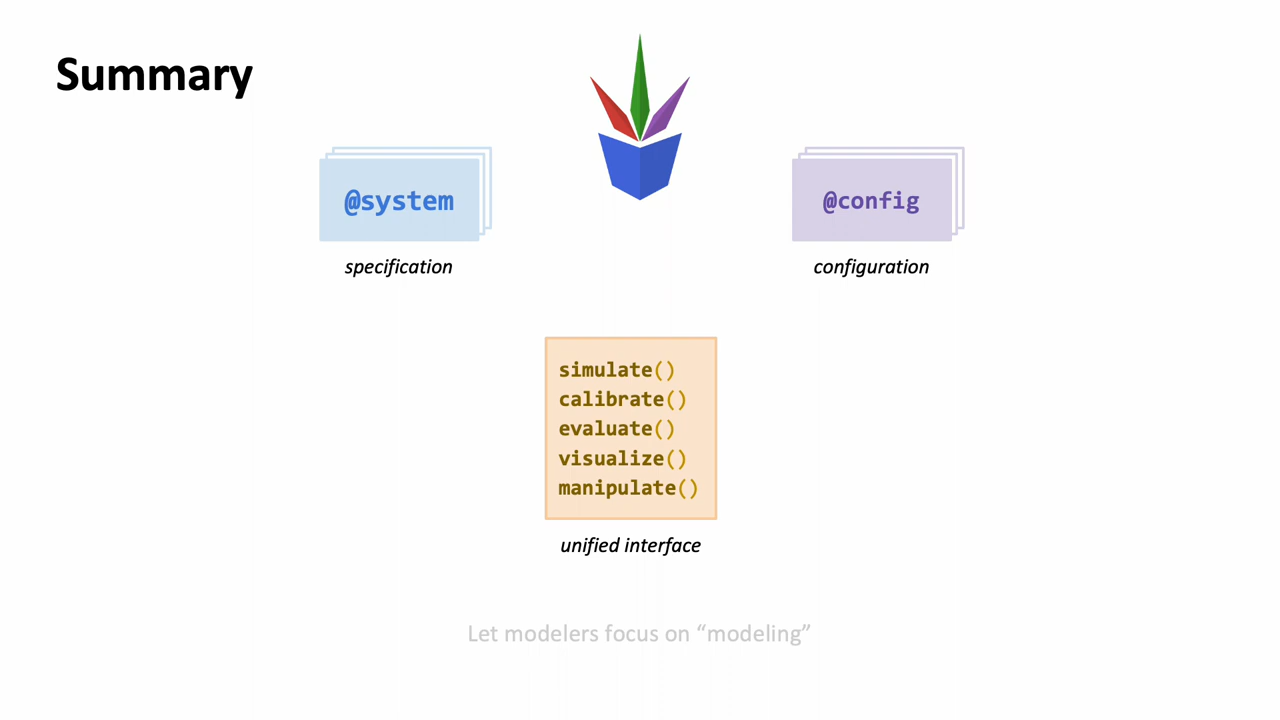 Summary
@system
@config
specification
configuration
simulate()
calibrate()
evaluate()
visualize()
manipulate()
unified interface
Let modelers focus on “modeling”